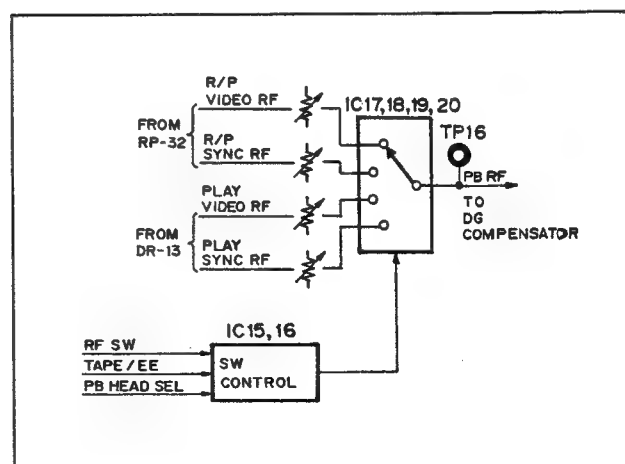 R/P
VIDEO RF
FROM
RP-32
R/P
SYNC RF
IC17,18,19,20
TP16
PB RF
TO
DG
COMPENSATOR
PLAY
VIDEO RF
FROM
DR-13
PLAY
SYNC RF
IC15,16
RF SW
TAPE/EE
PB HEAD SEL
SW
CONTROL